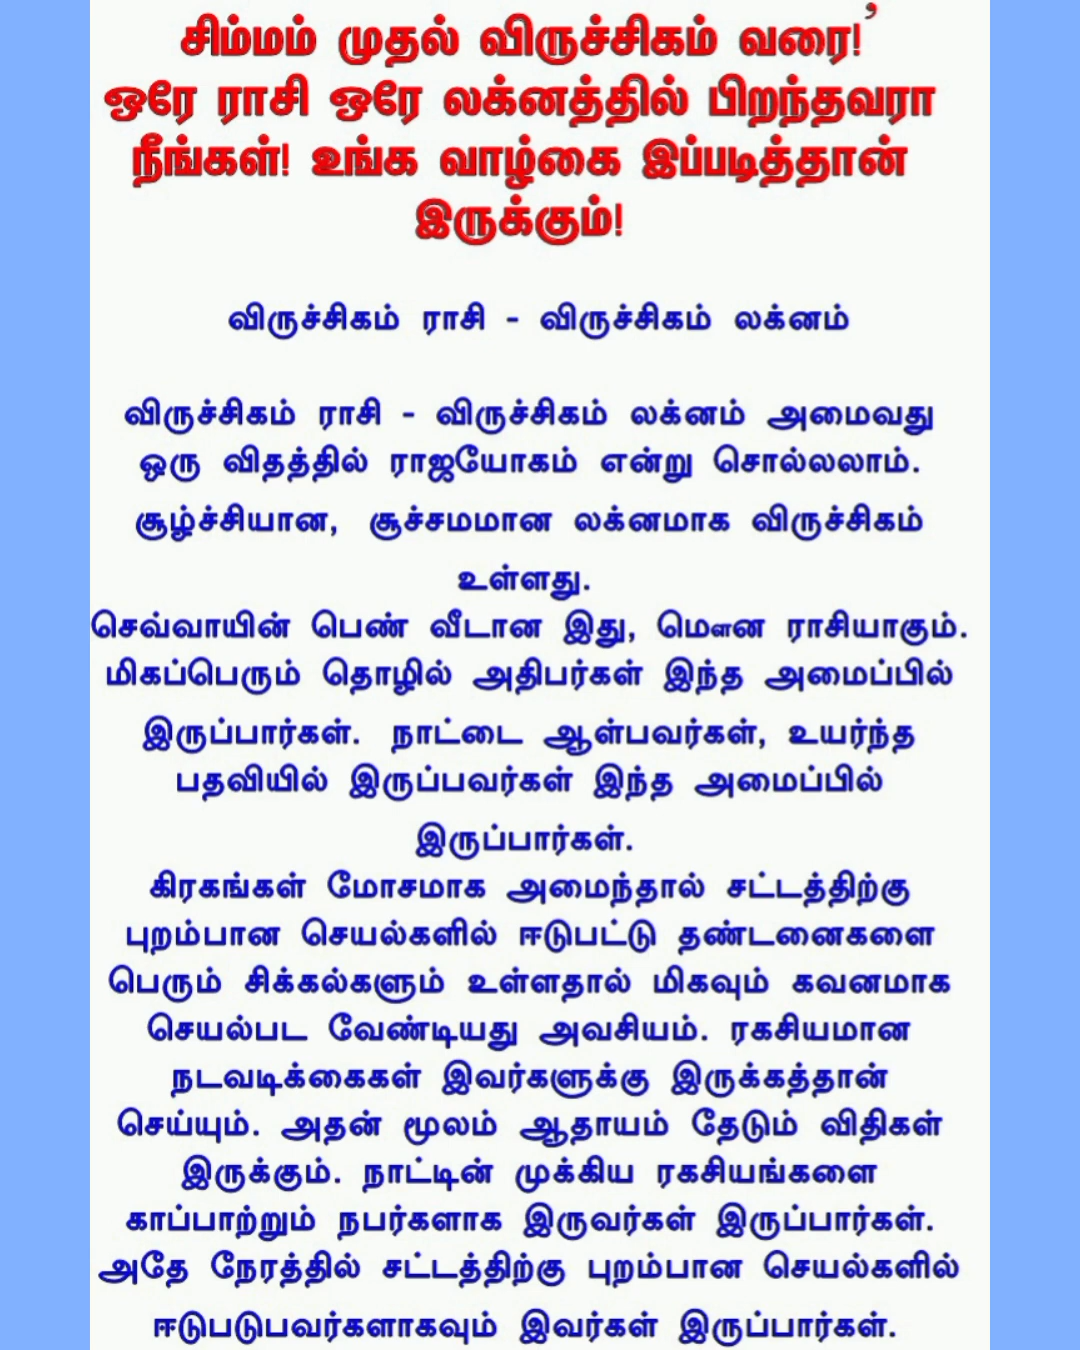 சிம்மம் முதல் விருச்சிகம் வரை!’
ஒரே ராசி ஒரே லக்னத்தில் பிறந்தவரா
நீங்கள்! உங்க வாழ்கை இப்படித்தான்
இருக்கும்!
விருச்சிகம் ராசி - விருச்சிகம் லக்னம்
விருச்சிகம் ராசி - விருச்சிகம் லக்னம் அமைவது
ஒரு விதத்தில் ராஜயோகம் என்று சொல்லலாம்.
சூழ்ச்சியான, சூச்சமமான லக்னமாக விருச்சிகம்
உள்ளது.
செவ்வாயின் பெண் வீடான இது, மௌன ராசியாகும்.
மிகப்பெரும் தொழில் அதிபர்கள் இந்த அமைப்பில்
இருப்பார்கள். நாட்டை ஆள்பவர்கள், உயர்ந்த
பதவியில் இருப்பவர்கள் இந்த அமைப்பில்
இருப்பார்கள்.
கிரகங்கள் மோசமாக அமைந்தால் சட்டத்திற்கு
புறம்பான செயல்களில் ஈடுபட்டு தண்டனைகளை
பெரும் சிக்கல்களும் உள்ளதால் மிகவும் கவனமாக
செயல்பட வேண்டியது அவசியம். ரகசியமான
நடவடிக்கைகள் இவர்களுக்கு இருக்கத்தான்
செய்யும். அதன் மூலம் ஆதாயம் தேடும் விதிகள்
இருக்கும். நாட்டின் முக்கிய ரகசியங்களை
காப்பாற்றும் நபர்களாக இருவர்கள் இருப்பார்கள்.
அதே நேரத்தில் சட்டத்திற்கு புறம்பான செயல்களில்
ஈடுபடுபவர்களாகவும் இவர்கள் இருப்பார்கள்.